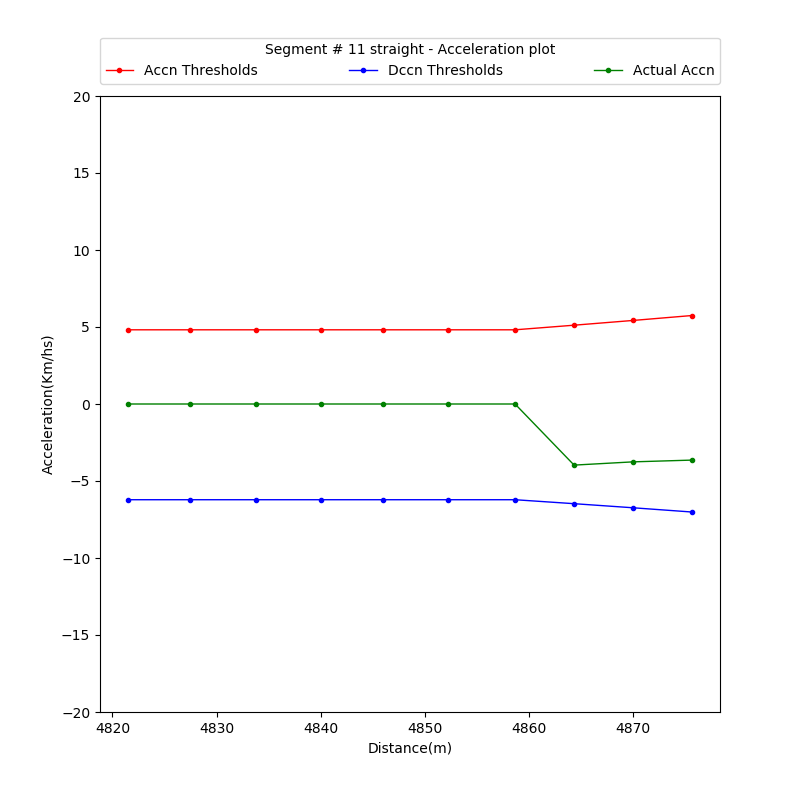 Segment # 11 straight - Acceleration plot
Accn Thresholds Dccn Thresholds Actual Accn
20
15
10
5
0
−5
−10
−15
−20
Acceleration(Km/hs)
4820 4830 4840 4850 4860 4870
Distance(m)